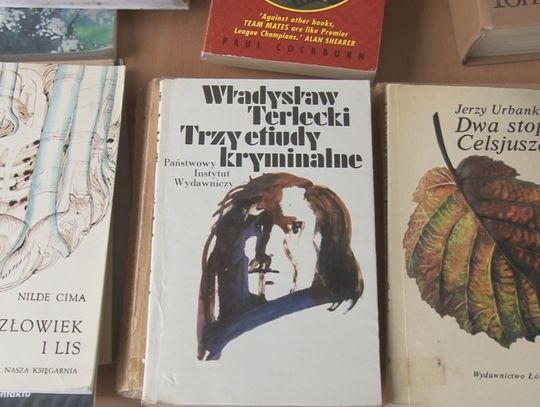 'Against other books,
TEAM MATES are like Premier
League Champions.' ALAN SHEARER
PAUL COCKBURN
Władysław
Terlecki
Trzy etiudy
kryminalne
Państwowy
Instytut
Wydawniczy
NILDE CIMA
ZŁOWIEK
I LIS
NASZA KSIĘGARNIA
Jerzy Urbank
Dwa stop
Celsjusza
Wydawnictwo Łó